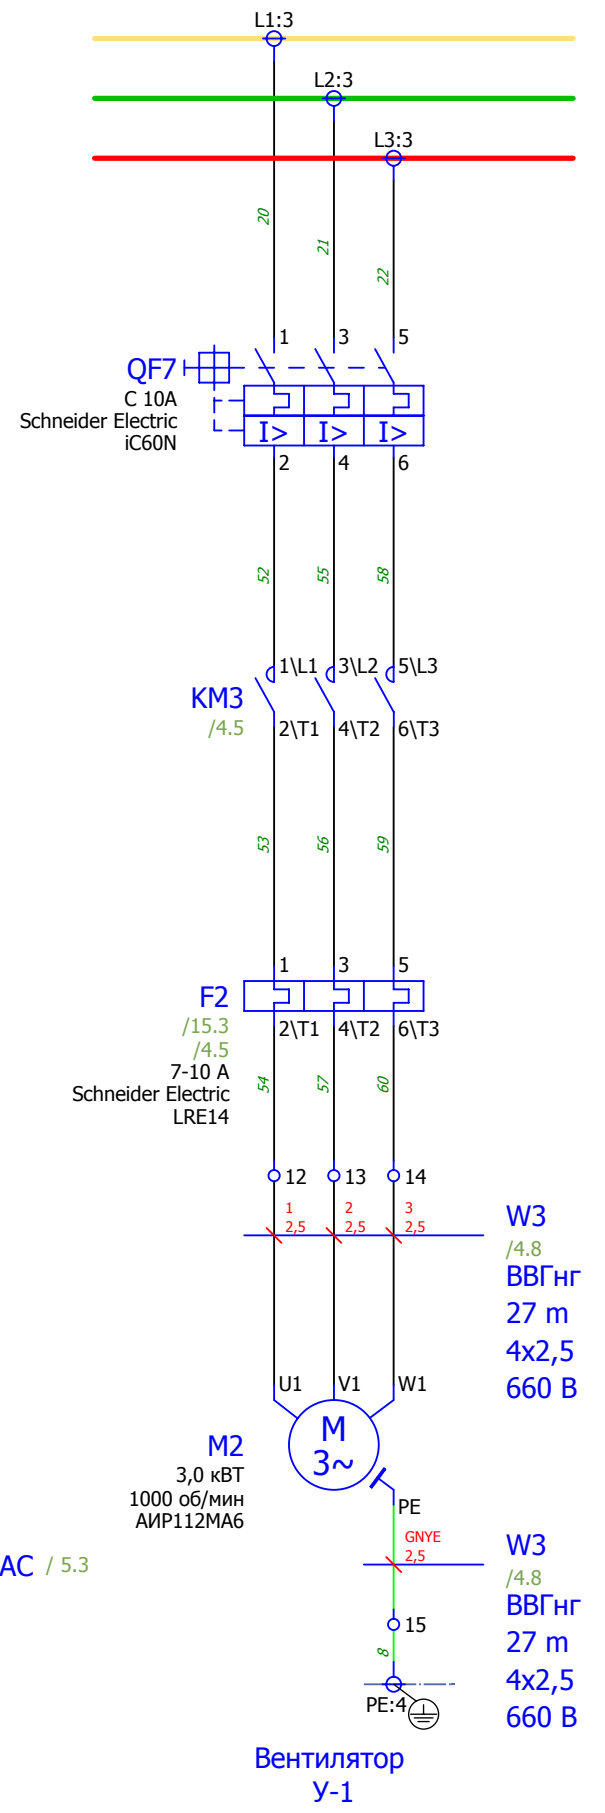 L1:3
L2:3
L3:3
20
21
22
1
3
5
QF7
C 10A
Schneider Electric
iC60N
I>
I>
I>
2
4
6
52
55
58
1\L1
3\L2
5\L3
KM3
/4.5
2\T1
4\T2
6\T3
53
56
59
1
3
5
F2
/15.3
/4.5
7-10 A
Schneider Electric
LRE14
2\T1
4\T2
6\T3
54
57
60
12
13
14
1
2,5
2
2,5
3
2,5
W3
/4.8
ВВГнг
27 m
4x2,5
660 В
U1
V1
W1
M
3~
M2
3,0 кВТ
1000 об/мин
АИР112МА6
PE
GNYE
2,5
AC / 5.3
W3
/4.8
ВВГнг
27 m
4x2,5
660 В
15
8
PE:4
Вентилятор
У-1